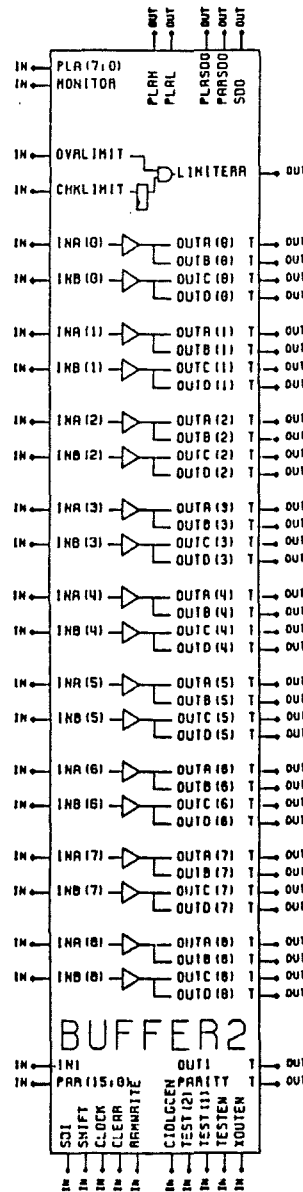 OUT OUT OUT OUT OUT
PLRH PLRL PLRSDO PARSDO SDO
IN PLR(7:0)
IN MONITOR
IN OVRLIMIT
LIMITERR OUT
IN CHKLIMIT
IN INA(0) OUTA(0) T OUT
OUTB(0) T OUT
IN INB(0) OUTC(0) T OUT
OUTD(0) T OUT
IN INA(1) OUTA(1) T OUT
OUTB(1) T OUT
IN INB(1) OUTC(1) T OUT
OUTD(1) T OUT
IN INA(2) OUTA(2) T OUT
OUTB(2) T OUT
IN INB(2) OUTC(2) T OUT
OUTD(2) T OUT
IN INA(3) OUTA(3) T OUT
OUTB(3) T OUT
IN INB(3) OUTC(3) T OUT
OUTD(3) T OUT
IN INA(4) OUTA(4) T OUT
OUTB(4) T OUT
IN INB(4) OUTC(4) T OUT
OUTD(4) T OUT
IN INA(5) OUTA(5) T OUT
OUTB(5) T OUT
IN INB(5) OUTC(5) T OUT
OUTD(5) T OUT
IN INA(6) OUTA(6) T OUT
OUTB(6) T OUT
IN INB(6) OUTC(6) T OUT
OUTD(6) T OUT
IN INA(7) OUTA(7) T OUT
OUTB(7) T OUT
IN INB(7) OUTC(7) T OUT
OUTD(7) T OUT
IN INA(8) OUTA(8) T OUT
OUTB(8) T OUT
IN INB(8) OUTC(8) T OUT
OUTD(8) T OUT
BUFFER2
IN IN1 OUT1 T OUT
IN PAR(15:0) PARITY T OUT
SDI SHIFT CLOCK CLEAR RAMWRITE CIOLGCEN TEST(2) TEST(1) TESTEN XOUTEN
IN IN IN IN IN IN IN IN IN IN